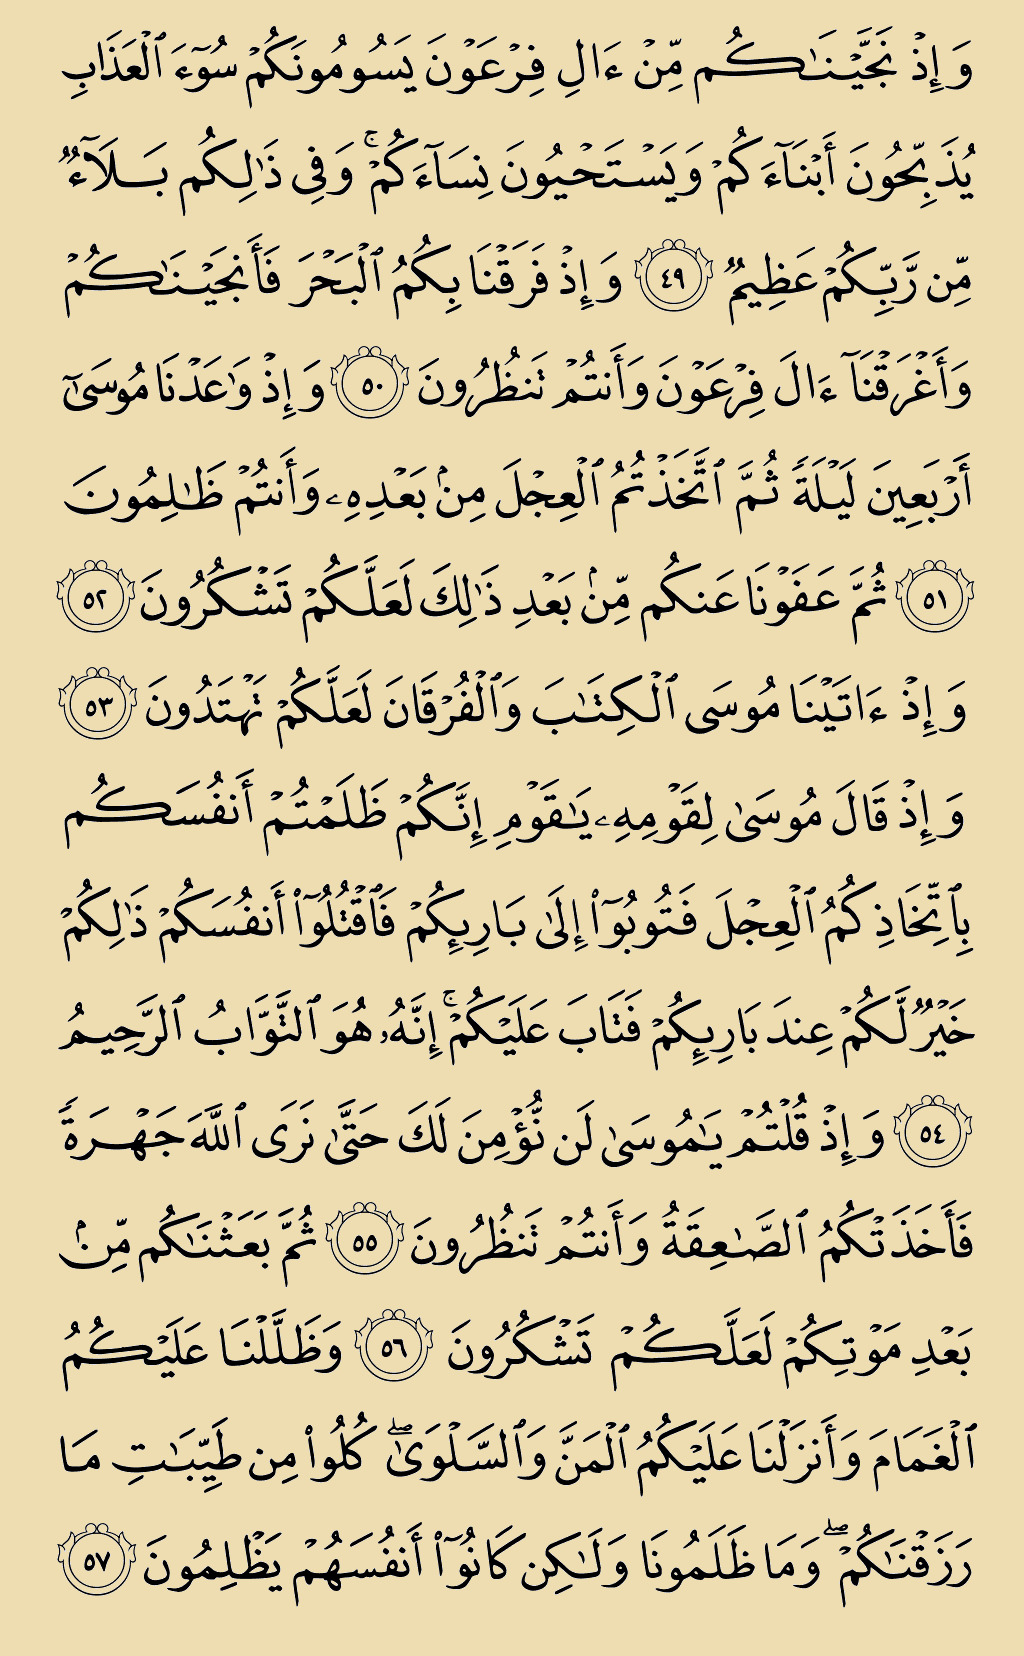 وَإِذۡ نَجَّيۡنَٰكُم مِّنۡ ءَالِ فِرۡعَوۡنَ يَسُومُونَكُمۡ سُوٓءَ ٱلۡعَذَابِ
يُذَبِّحُونَ أَبۡنَآءَكُمۡ وَيَسۡتَحۡيُونَ نِسَآءَكُمۡۚ وَفِي ذَٰلِكُم بَلَآءٞ
مِّن رَّبِّكُمۡ عَظِيمٞ ٤٩ وَإِذۡ فَرَقۡنَا بِكُمُ ٱلۡبَحۡرَ فَأَنجَيۡنَٰكُمۡ
وَأَغۡرَقۡنَآ ءَالَ فِرۡعَوۡنَ وَأَنتُمۡ تَنظُرُونَ ٥٠ وَإِذۡ وَٰعَدۡنَا مُوسَىٰٓ
أَرۡبَعِينَ لَيۡلَةٗ ثُمَّ ٱتَّخَذۡتُمُ ٱلۡعِجۡلَ مِنۢ بَعۡدِهِۦ وَأَنتُمۡ ظَٰلِمُونَ
٥١ ثُمَّ عَفَوۡنَا عَنكُم مِّنۢ بَعۡدِ ذَٰلِكَ لَعَلَّكُمۡ تَشۡكُرُونَ ٥٢
وَإِذۡ ءَاتَيۡنَا مُوسَى ٱلۡكِتَٰبَ وَٱلۡفُرۡقَانَ لَعَلَّكُمۡ تَهۡتَدُونَ ٥٣
وَإِذۡ قَالَ مُوسَىٰ لِقَوۡمِهِۦ يَٰقَوۡمِ إِنَّكُمۡ ظَلَمۡتُمۡ أَنفُسَكُم
بِٱتِّخَاذِكُمُ ٱلۡعِجۡلَ فَتُوبُوٓاْ إِلَىٰ بَارِئِكُمۡ فَٱقۡتُلُوٓاْ أَنفُسَكُمۡ ذَٰلِكُمۡ
خَيۡرٞ لَّكُمۡ عِندَ بَارِئِكُمۡ فَتَابَ عَلَيۡكُمۡۚ إِنَّهُۥ هُوَ ٱلتَّوَّابُ ٱلرَّحِيمُ
٥٤ وَإِذۡ قُلۡتُمۡ يَٰمُوسَىٰ لَن نُّؤۡمِنَ لَكَ حَتَّىٰ نَرَى ٱللَّهَ جَهۡرَةٗ
فَأَخَذَتۡكُمُ ٱلصَّٰعِقَةُ وَأَنتُمۡ تَنظُرُونَ ٥٥ ثُمَّ بَعَثۡنَٰكُم مِّنۢ
بَعۡدِ مَوۡتِكُمۡ لَعَلَّكُمۡ تَشۡكُرُونَ ٥٦ وَظَلَّلۡنَا عَلَيۡكُمُ
ٱلۡغَمَامَ وَأَنزَلۡنَا عَلَيۡكُمُ ٱلۡمَنَّ وَٱلسَّلۡوَىٰۖ كُلُواْ مِن طَيِّبَٰتِ مَا
رَزَقۡنَٰكُمۡۖ وَمَا ظَلَمُونَا وَلَٰكِن كَانُوٓاْ أَنفُسَهُمۡ يَظۡلِمُونَ ٥٧